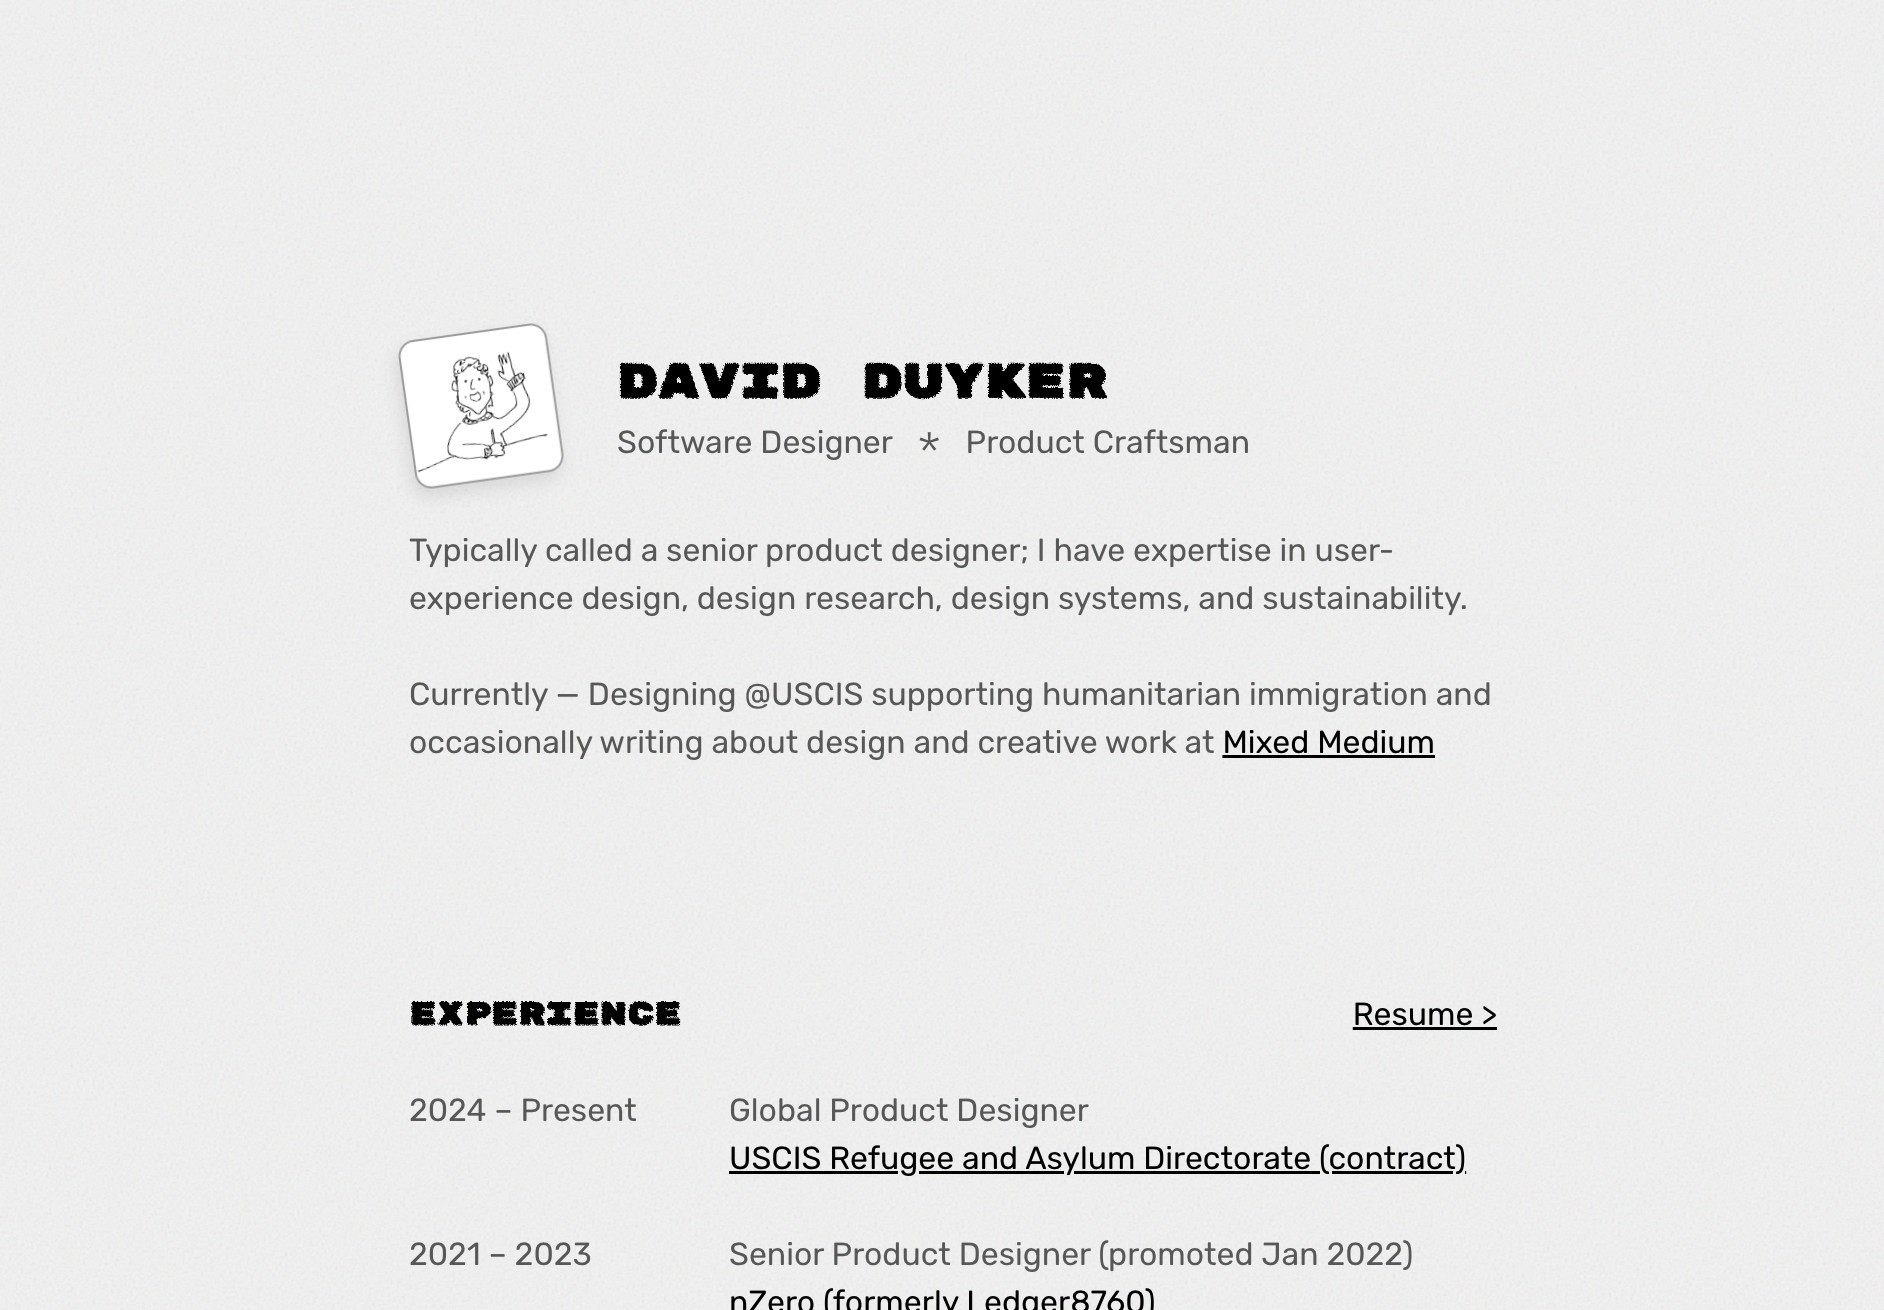 DAVID DUYKER
Software Designer * Product Craftsman
Typically called a senior product designer; I have expertise in user-
experience design, design research, design systems, and sustainability.
Currently — Designing @USCIS supporting humanitarian immigration and
occasionally writing about design and creative work at Mixed Medium
EXPERIENCE
Resume >
2024 – Present
Global Product Designer
USCIS Refugee and Asylum Directorate (contract)
2021 – 2023
Senior Product Designer (promoted Jan 2022)
nZero (formerly Ledger8760)